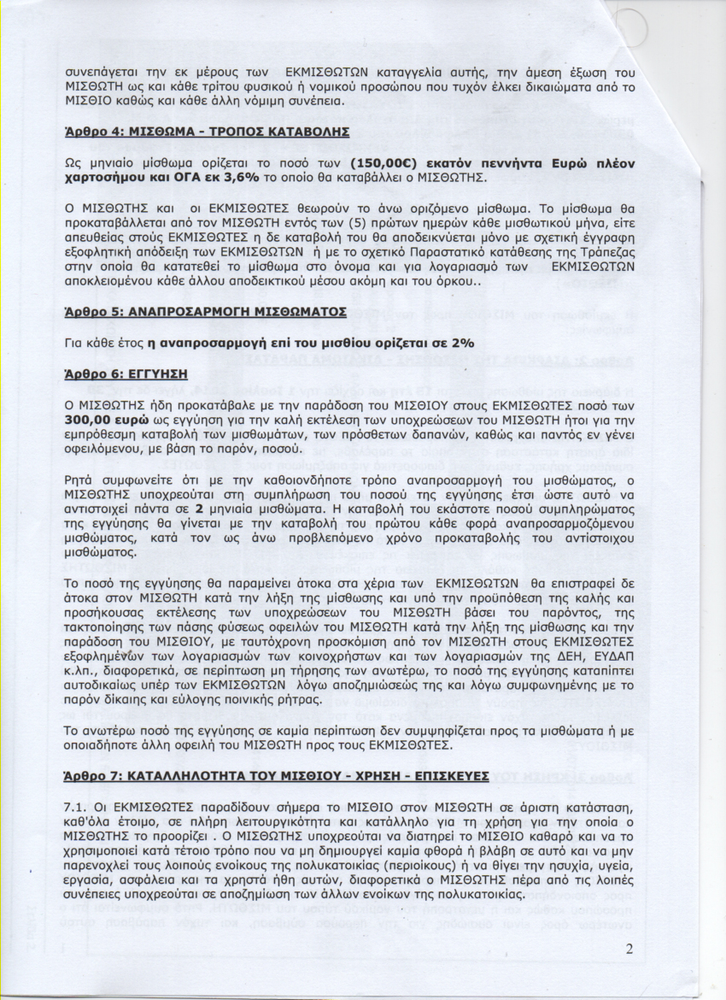 συνεπάγεται την εκ μέρους των ΕΚΜΙΣΘΩΤΩΝ καταγγελία αυτής, την άμεση έξωση του
ΜΙΣΘΩΤΗ ως και κάθε τρίτου φυσικού ή νομικού προσώπου που τυχόν έλκει δικαιώματα από το
ΜΙΣΘΙΟ καθώς και κάθε άλλη νόμιμη συνέπεια.
Άρθρο 4: ΜΙΣΘΩΜΑ – ΤΡΟΠΟΣ ΚΑΤΑΒΟΛΗΣ
Ως μηνιαίο μίσθωμα ορίζεται το ποσό των (150,00€) εκατόν πεννήντα Ευρώ πλέον
χαρτοσήμου και ΟΓΑ εκ 3,6% το οποίο θα καταβάλλει ο ΜΙΣΘΩΤΗΣ.
Ο ΜΙΣΘΩΤΗΣ και οι ΕΚΜΙΣΘΩΤΕΣ θεωρούν το άνω οριζόμενο μίσθωμα. Το μίσθωμα θα
προκαταβάλλεται από τον ΜΙΣΘΩΤΗ εντός των (5) πρώτων ημερών κάθε μισθωτικού μήνα, είτε
απευθείας στούς ΕΚΜΙΣΘΩΤΕΣ η δε καταβολή του θα αποδεικνύεται μόνο με σχετική έγγραφη
εξοφλητική απόδειξη των ΕΚΜΙΣΘΩΤΩΝ ή με το σχετικό Παραστατικό κατάθεσης της Τράπεζας
στην οποία θα κατατεθεί το μίσθωμα στο όνομα και για λογαριασμό των ΕΚΜΙΣΘΩΤΩΝ
αποκλειομένου κάθε άλλου αποδεικτικού μέσου ακόμη και του όρκου..
Άρθρο 5: ΑΝΑΠΡΟΣΑΡΜΟΓΗ ΜΙΣΘΩΜΑΤΟΣ
Για κάθε έτος η αναπροσαρμογή επί του μισθίου ορίζεται σε 2%
Άρθρο 6: ΕΓΓΥΗΣΗ
Ο ΜΙΣΘΩΤΗΣ ήδη προκατάβαλε με την παράδοση του ΜΙΣΘΙΟΥ στους ΕΚΜΙΣΘΩΤΕΣ ποσό των
300,00 ευρώ ως εγγύηση για την καλή εκτέλεση των υποχρεώσεων του ΜΙΣΘΩΤΗ ήτοι για την
εμπρόθεσμη καταβολή των μισθωμάτων, των πρόσθετων δαπανών, καθώς και παντός εν γένει
οφειλόμενου, με βάση το παρόν, ποσού.
Ρητά συμφωνείτε ότι με την καθοιονδήποτε τρόπο αναπροσαρμογή του μισθώματος, ο
ΜΙΣΘΩΤΗΣ υποχρεούται στη συμπλήρωση του ποσού της εγγύησης έτσι ώστε αυτό να
αντιστοιχεί πάντα σε 2 μηνιαία μισθώματα. Η καταβολή του εκάστοτε ποσού συμπληρώματος
της εγγύησης θα γίνεται με την καταβολή του πρώτου κάθε φορά αναπροσαρμοζόμενου
μισθώματος, κατά τον ως άνω προβλεπόμενο χρόνο προκαταβολής του αντίστοιχου
μισθώματος.
Το ποσό της εγγύησης θα παραμείνει άτοκα στα χέρια των ΕΚΜΙΣΘΩΤΩΝ θα επιστραφεί δε
άτοκα στον ΜΙΣΘΩΤΗ κατά την λήξη της μίσθωσης και υπό την προϋπόθεση της καλής και
προσήκουσας εκτέλεσης των υποχρεώσεων του ΜΙΣΘΩΤΗ βάσει του παρόντος, της
τακτοποίησης των πάσης φύσεως οφειλών του ΜΙΣΘΩΤΗ κατά την λήξη της μίσθωσης και την
παράδοση του ΜΙΣΘΙΟΥ, με ταυτόχρονη προσκόμιση από τον ΜΙΣΘΩΤΗ στους ΕΚΜΙΣΘΩΤΕΣ
εξοφλημένων των λογαριασμών των κοινοχρήστων και των λογαριασμών της ΔΕΗ, ΕΥΔΑΠ
κ.λπ., διαφορετικά, σε περίπτωση μη τήρησης των ανωτέρω, το ποσό της εγγύησης καταπίπτει
αυτοδικαίως υπέρ των ΕΚΜΙΣΘΩΤΩΝ λόγω αποζημιώσεώς της και λόγω συμφωνημένης με το
παρόν δίκαιης και εύλογης ποινικής ρήτρας.
Το ανωτέρω ποσό της εγγύησης σε καμία περίπτωση δεν συμψηφίζεται προς τα μισθώματα ή με
οποιαδήποτε άλλη οφειλή του ΜΙΣΘΩΤΗ προς τους ΕΚΜΙΣΘΩΤΕΣ.
Άρθρο 7: ΚΑΤΑΛΛΗΛΟΤΗΤΑ ΤΟΥ ΜΙΣΘΙΟΥ – ΧΡΗΣΗ – ΕΠΙΣΚΕΥΕΣ
7.1. Οι ΕΚΜΙΣΘΩΤΕΣ παραδίδουν σήμερα το ΜΙΣΘΙΟ στον ΜΙΣΘΩΤΗ σε άριστη κατάσταση,
καθ'όλα έτοιμο, σε πλήρη λειτουργικότητα και κατάλληλο για τη χρήση για την οποία ο
ΜΙΣΘΩΤΗΣ το προορίζει . Ο ΜΙΣΘΩΤΗΣ υποχρεούται να διατηρεί το ΜΙΣΘΙΟ καθαρό και να το
χρησιμοποιεί κατά τέτοιο τρόπο που να μη δημιουργεί καμία φθορά ή βλάβη σε αυτό και να μην
παρενοχλεί τους λοιπούς ενοίκους της πολυκατοικίας (περιοίκους) ή να θίγει την ησυχία, υγεία,
εργασία, ασφάλεια και τα χρηστά ήθη αυτών, διαφορετικά ο ΜΙΣΘΩΤΗΣ πέρα από τις λοιπές
συνέπειες υποχρεούται σε αποζημίωση των άλλων ενοίκων της πολυκατοικίας.
2